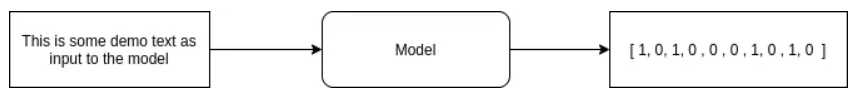 This is some demo text as
input to the model
Model
[ 1, 0, 1, 0 , 0 , 0 , 1, 0 , 1, 0  ]